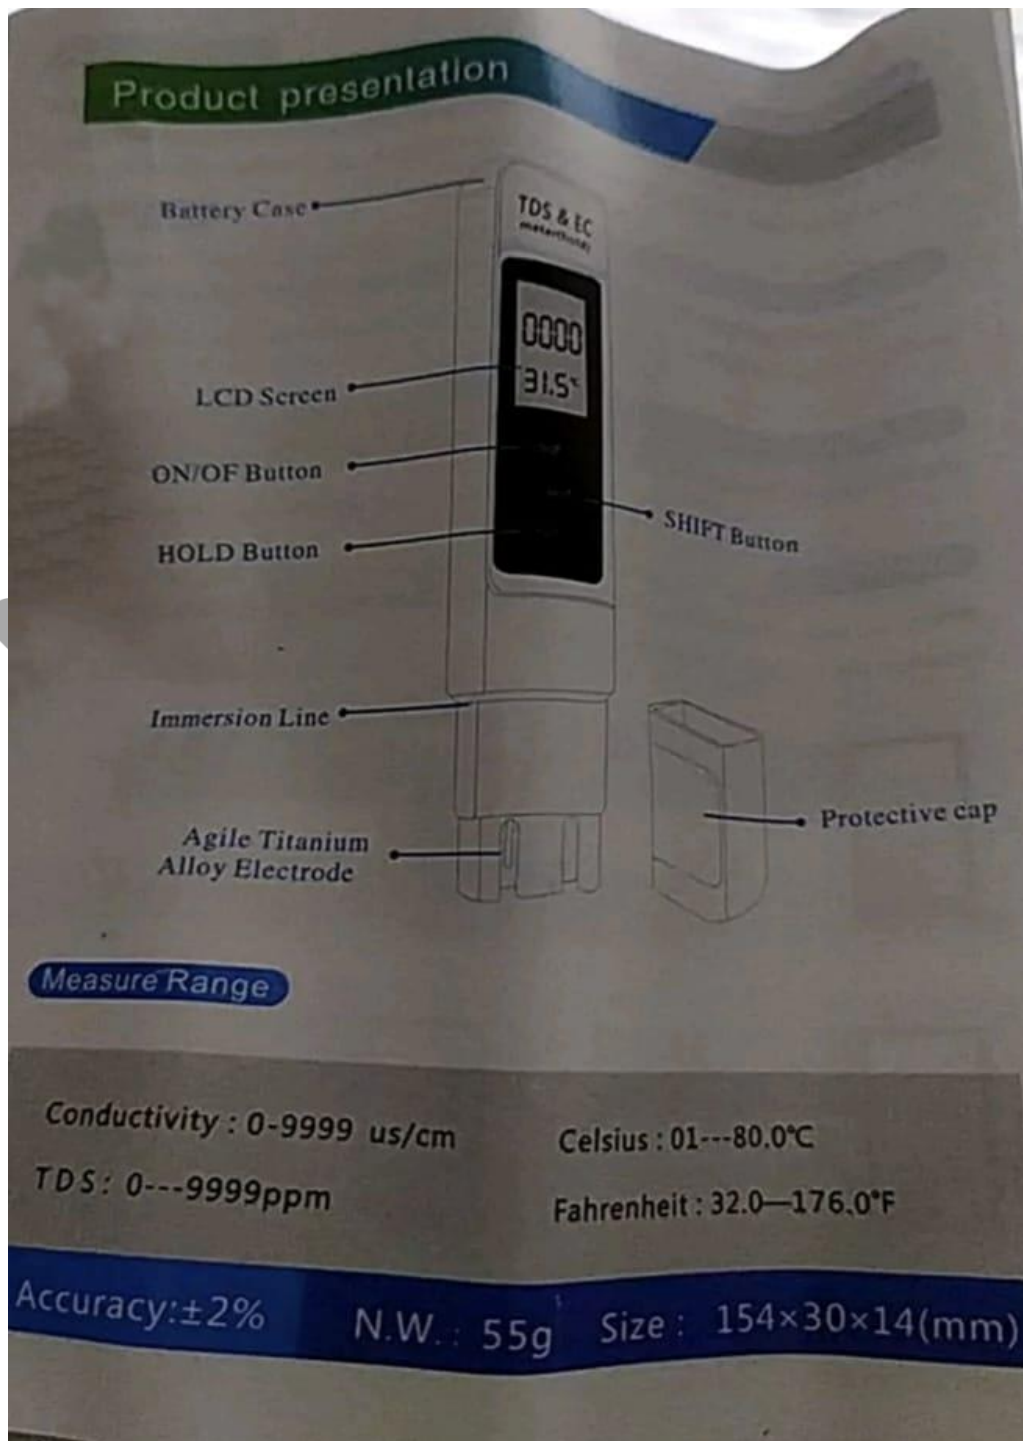 Product presentation
Battery Case
TDS & EC
meter(hold)
0000
31.5°
LCD Screen
ON/OF Button
SHIFT Button
HOLD Button
Immersion Line
Protective cap
Agile Titanium
Alloy Electrode
Measure Range
Conductivity : 0-9999 us/cm
Celsius : 01---80.0℃
TDS: 0---9999ppm
Fahrenheit : 32.0—176.0°F
Accuracy:±2% N.W.: 55g Size: 154×30×14(mm)